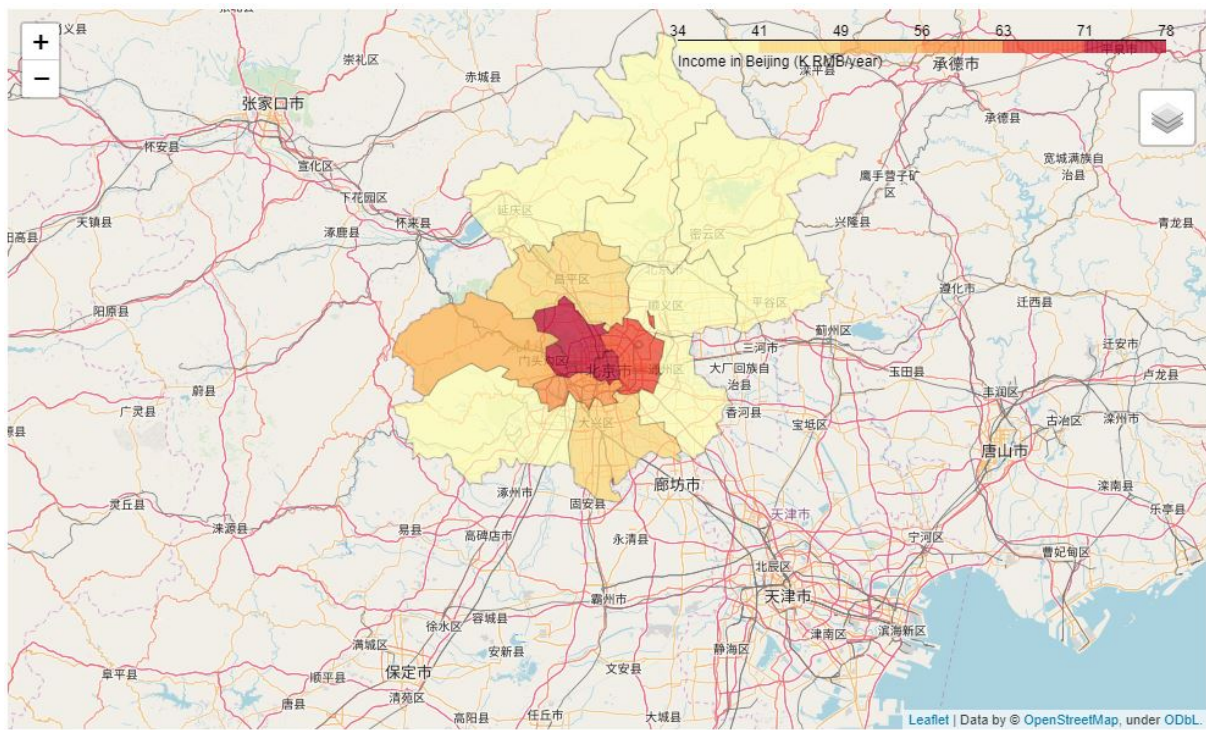 +
−
34 41 49 56 63 71 78
Income in Beijing (K RMB/year)
崇礼区
赤城县
滦平县
承德市
张家口市
承德县
怀安县
宣化区
宽城满族自
治县
鹰手营子矿
区
下花园区
天镇县
怀来县
延庆区
兴隆县
青龙县
阳高县
涿鹿县
密云区
北京市
昌平区
遵化市
迁西县
阳原县
顺义区
平谷区
蓟州区
三河市
迁安市
门头沟区
北京市
通州区
大厂回族自
治县
玉田县
卢龙县
蔚县
丰润区
广灵县
香河县
古冶区
滦州市
大兴区
宝坻区
唐山市
涿州市
廊坊市
固安县
滦南县
灵丘县
涞源县
易县
高碑店市
永清县
天津市
宁河区
乐亭县
曹妃甸区
北辰区
霸州市
天津市
容城县
徐水区
满城区
安新县
津南区
滨海新区
静海区
保定市
文安县
阜平县
顺平县
清苑区
唐县
高阳县
任丘市
大城县
Leaflet | Data by © OpenStreetMap, under ODbL.